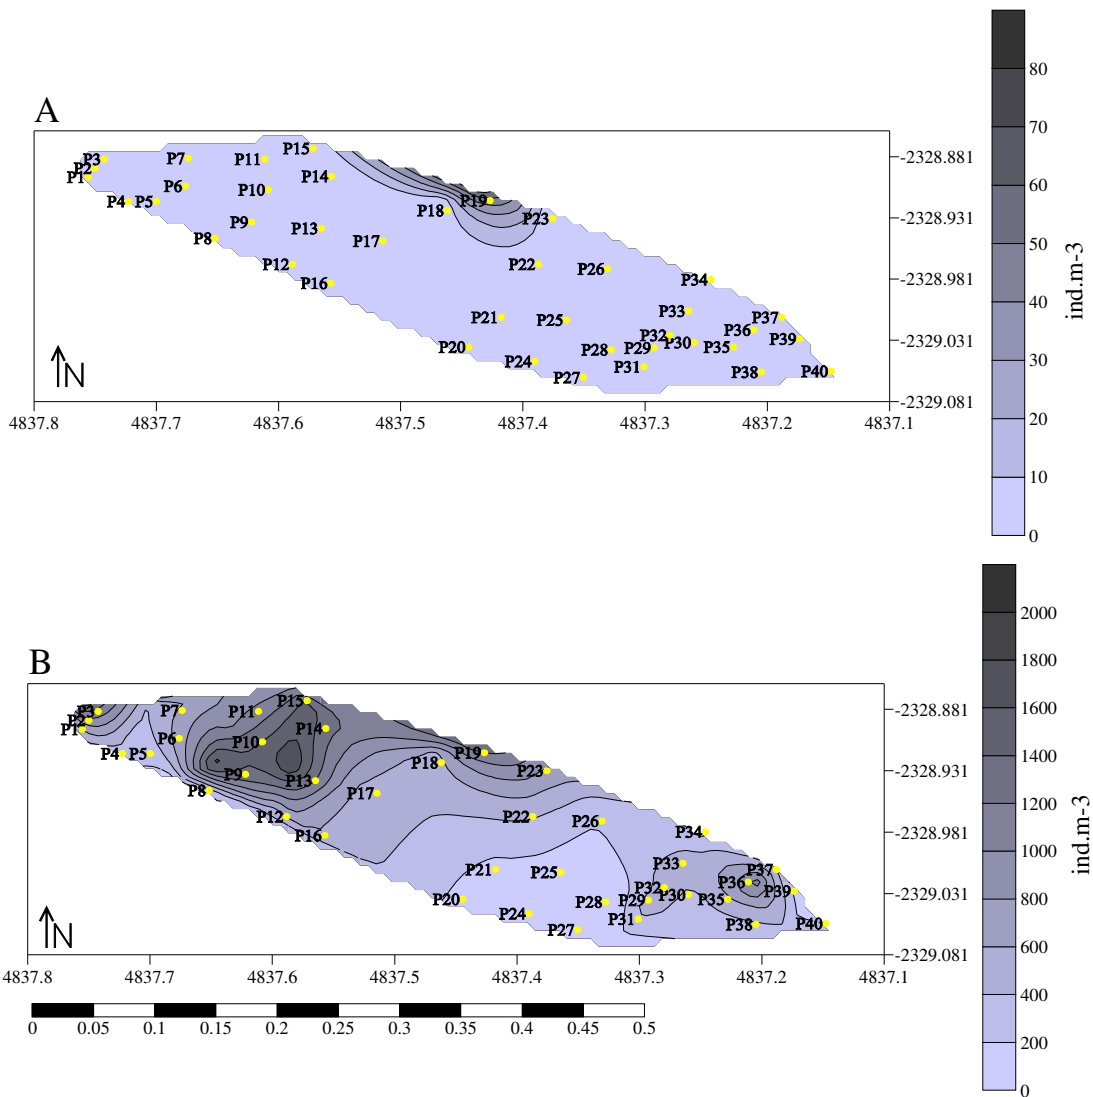 A
80
70
60
50
40
30
20
10
0
ind.m-3
P15
P3 P7 P11
P2
P1 P14
P6 P10
P4 P5 P19
P18
P9 P13 P23
P8 P17
P12 P22 P26
P16 P34
P33
P21 P25 P37
P36
P32 P39
P20 P28 P29 P30 P35
P24 P31
P27 P38 P40
-2328.881
-2328.931
-2328.981
-2329.031
-2329.081
N
4837.8 4837.7 4837.6 4837.5 4837.4 4837.3 4837.2 4837.1
B
2000
1800
1600
1400
1200
1000
800
600
400
200
0
ind.m-3
P15
P3 P7 P11
P2
P1 P14
P6 P10
P4 P5 P19
P18
P9 P13 P23
P8 P17
P12 P22 P26
P16 P34
P33
P21 P25 P37
P36
P32 P39
P20 P28 P29 P30 P35
P24 P31
P27 P38 P40
-2328.881
-2328.931
-2328.981
-2329.031
-2329.081
N
4837.8 4837.7 4837.6 4837.5 4837.4 4837.3 4837.2 4837.1
0 0.05 0.1 0.15 0.2 0.25 0.3 0.35 0.4 0.45 0.5